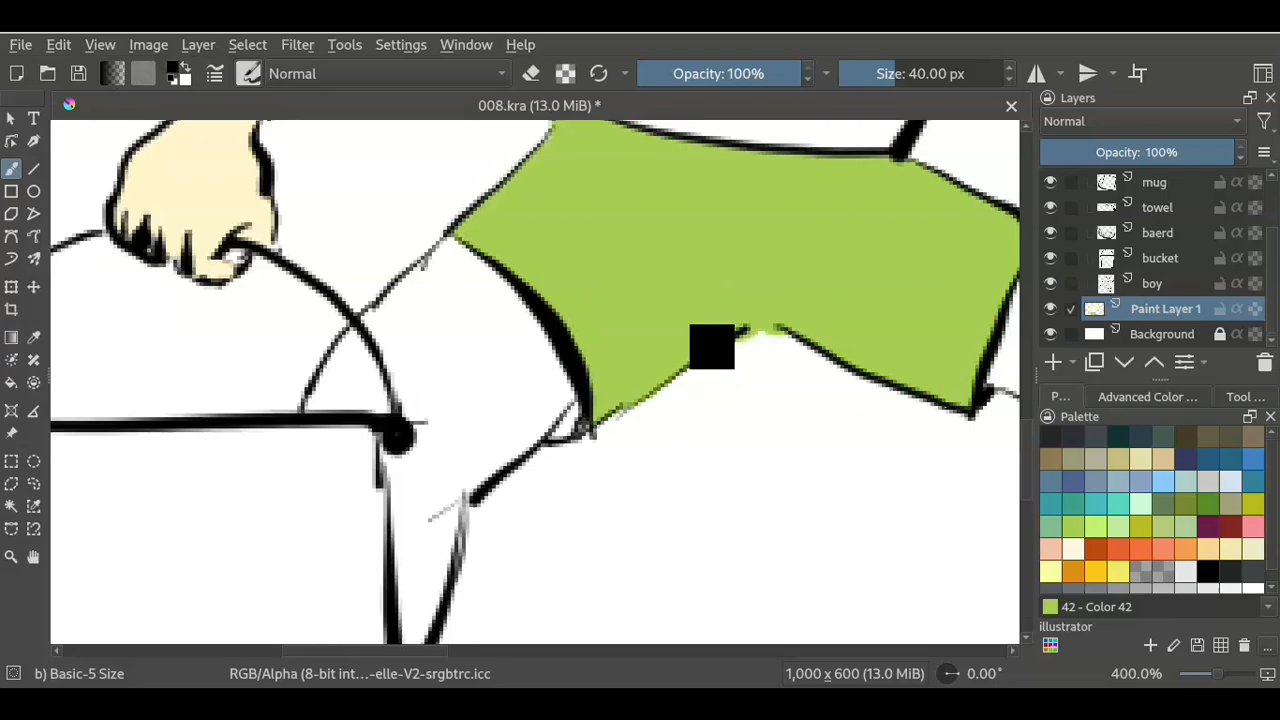 File Edit View Image Layer Select Filter Tools Settings Window Help
Normal Opacity: 100% Size: 40.00 px
008.kra (13.0 MiB) *
Layers
Normal
Opacity: 100%
mug
towel
baerd
bucket
boy
Paint Layer 1
Background
P... Advanced Color ... Tool ...
Palette
42 - Color 42
illustrator
b) Basic-5 Size RGB/Alpha (8-bit int...-elle-V2-srgbtrc.icc 1,000 x 600 (13.0 MiB) 0.00° 400.0%